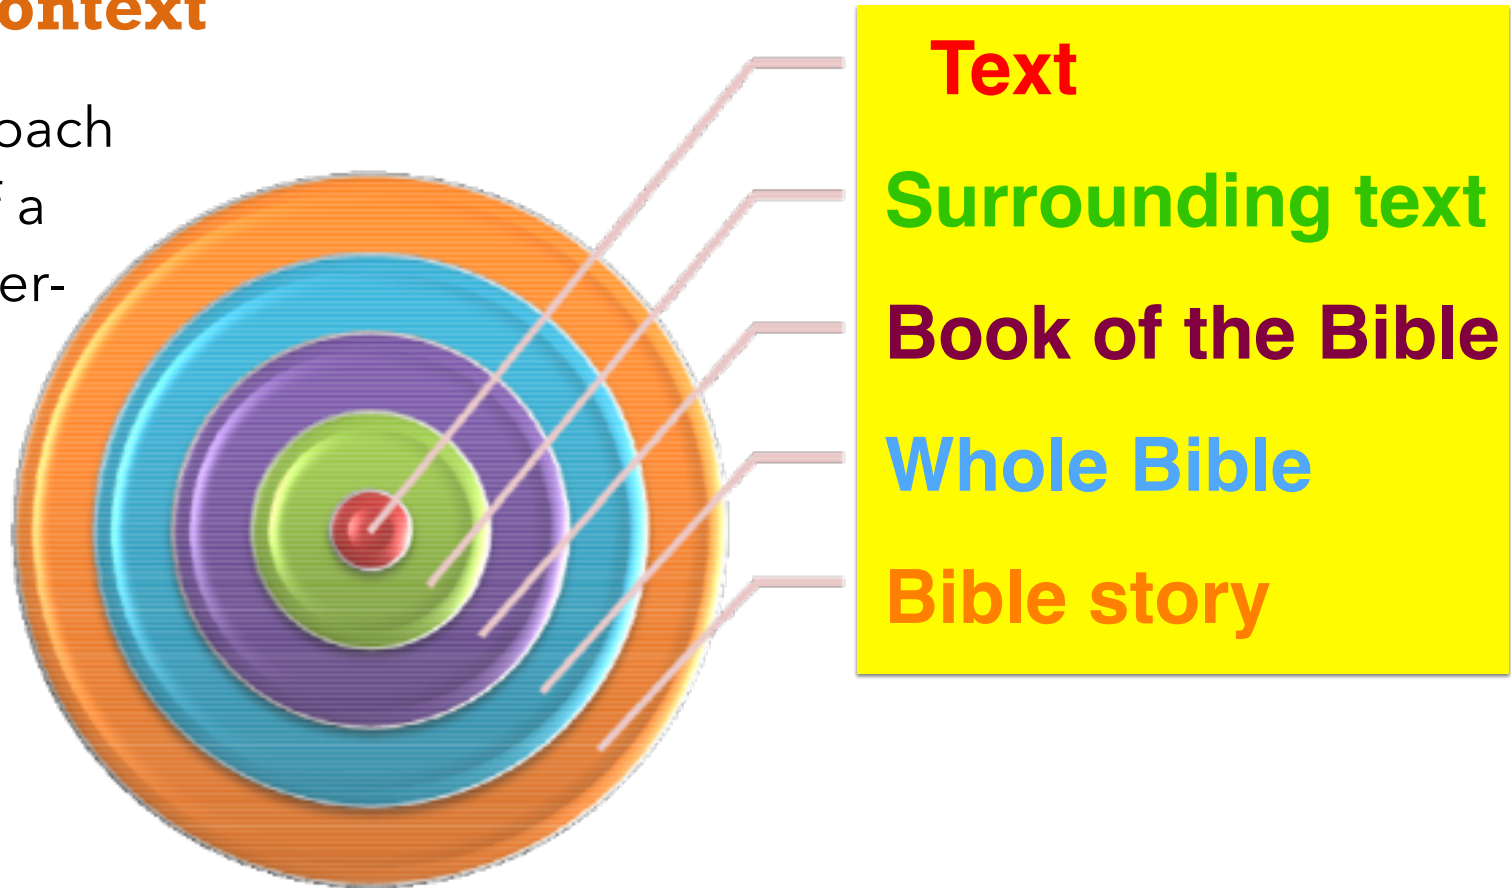 ontext
oach
f a
er-
Text
Surrounding text
Book of the Bible
Whole Bible
Bible story